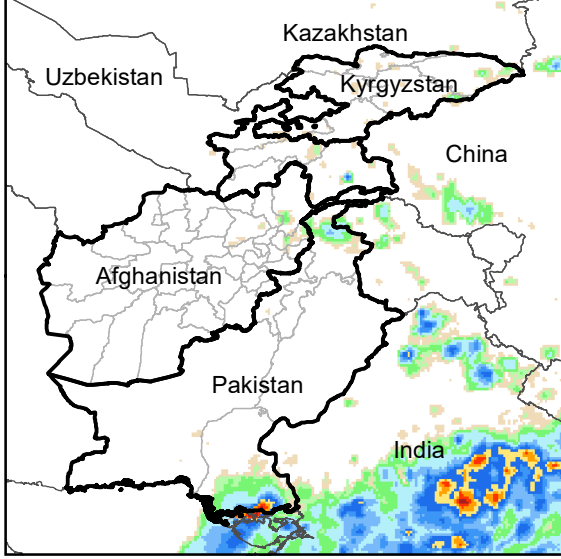 Kazakhstan
Uzbekistan
Kyrgyzstan
China
Afghanistan
Pakistan
India